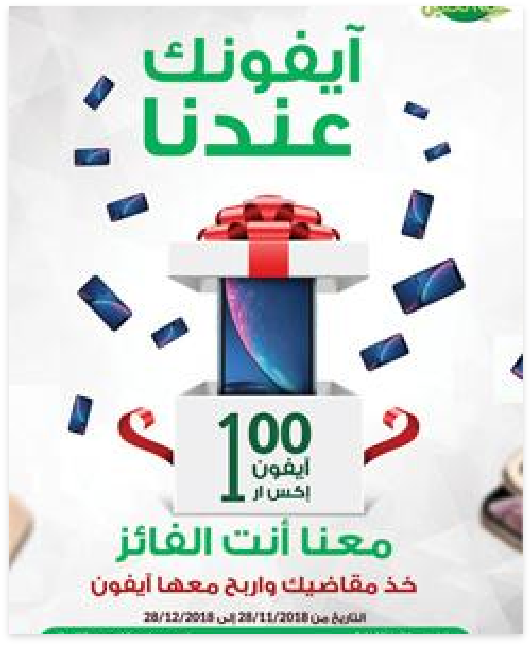 آيفونك
عندنا
100
آيفون
إكس ار
معنا أنت الفائز
خذ مقاضيك واربح معها آيفون
التاريخ من 28/11/2018 إلى 28/12/2018